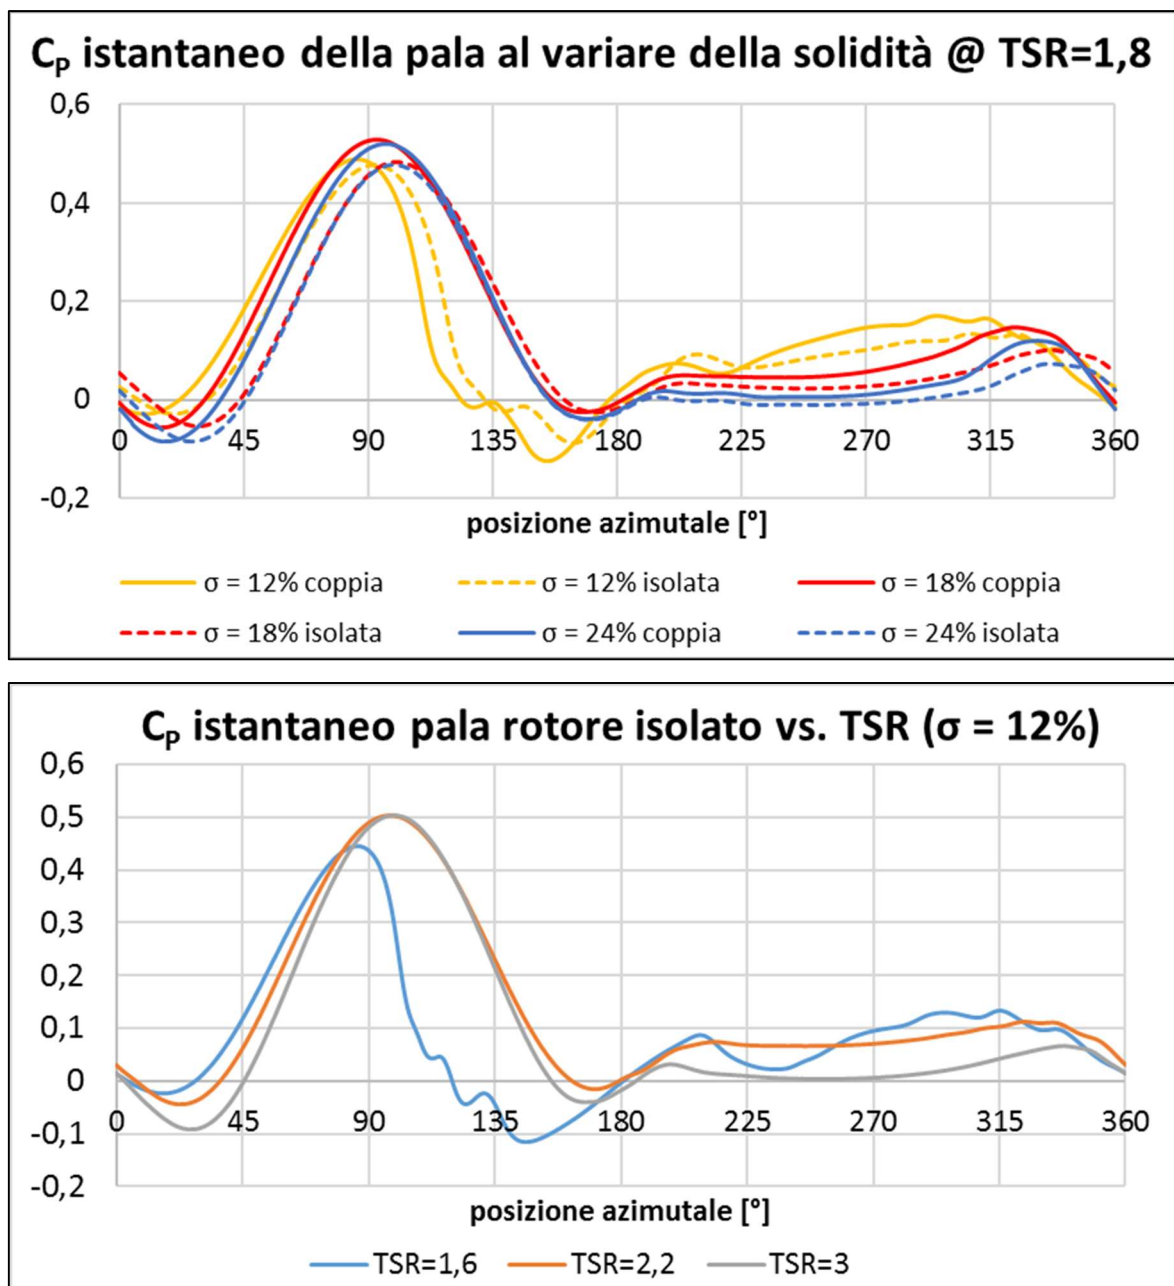 C_P istantaneo della pala al variare della solidità @ TSR=1,8
0,6
0,4
0,2
0
-0,2
0 45 90 135 180 225 270 315 360
posizione azimutale [°]
σ = 12% coppia σ = 12% isolata σ = 18% coppia
σ = 18% isolata σ = 24% coppia σ = 24% isolata
C_P istantaneo pala rotore isolato vs. TSR (σ = 12%)
0,6
0,5
0,4
0,3
0,2
0,1
0
-0,1
-0,2
0 45 90 135 180 225 270 315 360
posizione azimutale [°]
TSR=1,6 TSR=2,2 TSR=3